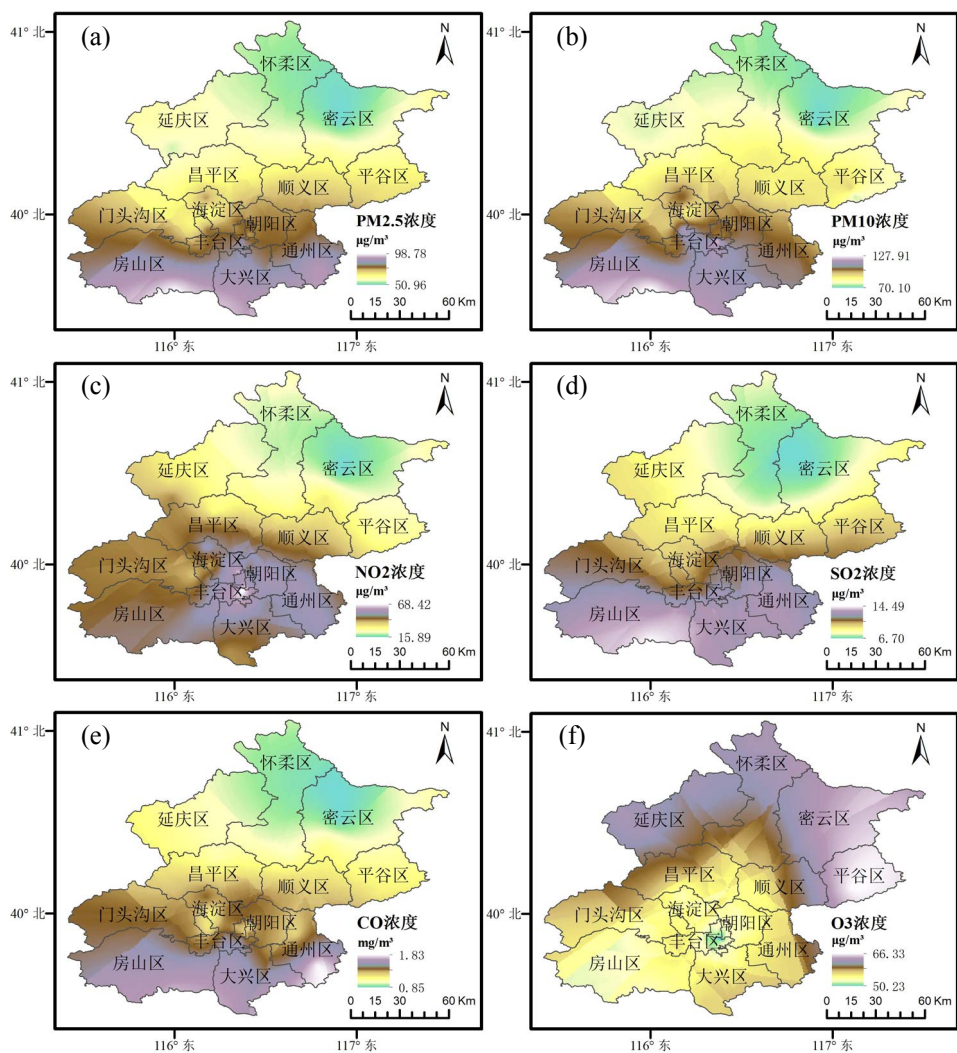 (a)
N
41° 北
40° 北
怀柔区
延庆区
密云区
昌平区
顺义区
平谷区
海淀区
门头沟区
朝阳区
丰台区
通州区
房山区
大兴区
PM2.5浓度
μg/m³
98.78
50.96
0 15 30 60 Km
116° 东
117° 东
(b)
N
怀柔区
延庆区
密云区
昌平区
顺义区
平谷区
海淀区
门头沟区
朝阳区
丰台区
通州区
房山区
大兴区
PM10浓度
μg/m³
127.91
70.10
0 15 30 60 Km
116° 东
117° 东
(c)
N
41° 北
40° 北
怀柔区
延庆区
密云区
昌平区
顺义区
平谷区
海淀区
门头沟区
朝阳区
丰台区
通州区
房山区
大兴区
NO2浓度
μg/m³
68.42
15.89
0 15 30 60 Km
116° 东
117° 东
(d)
N
怀柔区
延庆区
密云区
昌平区
顺义区
平谷区
海淀区
门头沟区
朝阳区
丰台区
通州区
房山区
大兴区
SO2浓度
μg/m³
14.49
6.70
0 15 30 60 Km
116° 东
117° 东
(e)
N
41° 北
40° 北
怀柔区
延庆区
密云区
昌平区
顺义区
平谷区
海淀区
门头沟区
朝阳区
丰台区
通州区
房山区
大兴区
CO浓度
mg/m³
1.83
0.85
0 15 30 60 Km
116° 东
117° 东
(f)
N
怀柔区
延庆区
密云区
昌平区
顺义区
平谷区
海淀区
门头沟区
朝阳区
丰台区
通州区
房山区
大兴区
O3浓度
μg/m³
66.33
50.23
0 15 30 60 Km
116° 东
117° 东